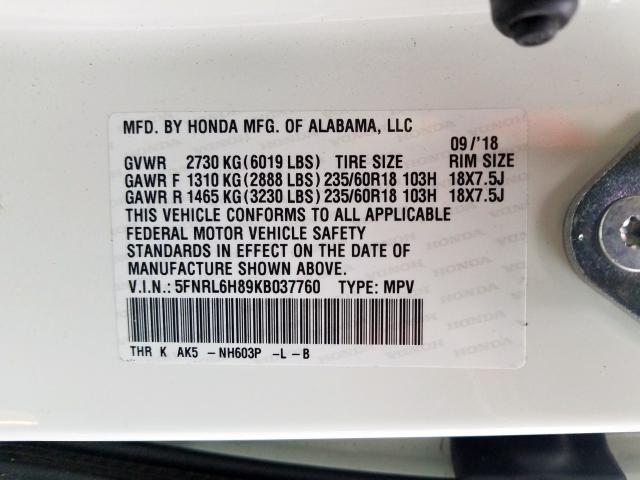 MFD. BY HONDA MFG. OF ALABAMA, LLC
09/'18
GVWR 2730 KG (6019 LBS) TIRE SIZE RIM SIZE
GAWR F 1310 KG (2888 LBS) 235/60R18 103H 18X7.5J
GAWR R 1465 KG (3230 LBS) 235/60R18 103H 18X7.5J
THIS VEHICLE CONFORMS TO ALL APPLICABLE
FEDERAL MOTOR VEHICLE SAFETY
STANDARDS IN EFFECT ON THE DATE OF
MANUFACTURE SHOWN ABOVE.
V.I.N.: 5FNRL6H89KB037760 TYPE: MPV
THR K AK5 -NH603P -L -B